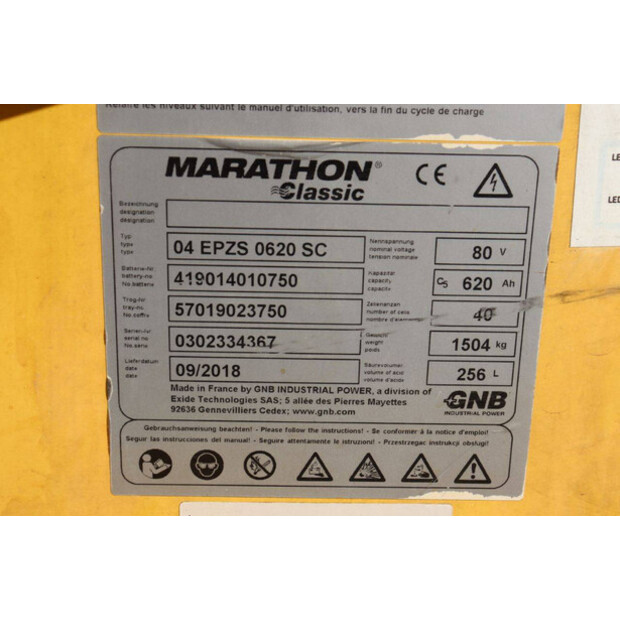 Refaire les niveaux suivant le manuel d'utilisation, vers la fin du cycle de charge
MARATHON®
Classic
CE
Bezeichnung
designation
désignation
Typ
type
type
04 EPZS 0620 SC
Nennspannung
nominal voltage
tension nominale
80 V
Batterie-Nr.
battery-no.
No.batterie
419014010750
Kapazität
capacity
capacité
C5 620 Ah
Trog-Nr.
tray-no.
No.coffre
57019023750
Zellenanzahl
number of cells
nombre d'éléments
40
Serien-Nr
serial no
No.série
0302334367
Gewicht
weight
poids
1504 kg
Lieferdatum
date
date
09/2018
Säurevolumen
volume of acid
volume d'acide
256 L
Made in France by GNB INDUSTRIAL POWER, a division of
Exide Technologies SAS; 5 allée des Pierres Mayettes
92636 Gennevilliers Cedex; www.gnb.com
GNB
INDUSTRIAL POWER
Gebrauchsanweisung beachten! - Please follow the instructions! - Se conformer à la notice d'emploi!
Seguir las instrucciones del manual! - Seguire attentamente le istruzioni! - Przestrzegac instrukcji obslugi!
LE
LED